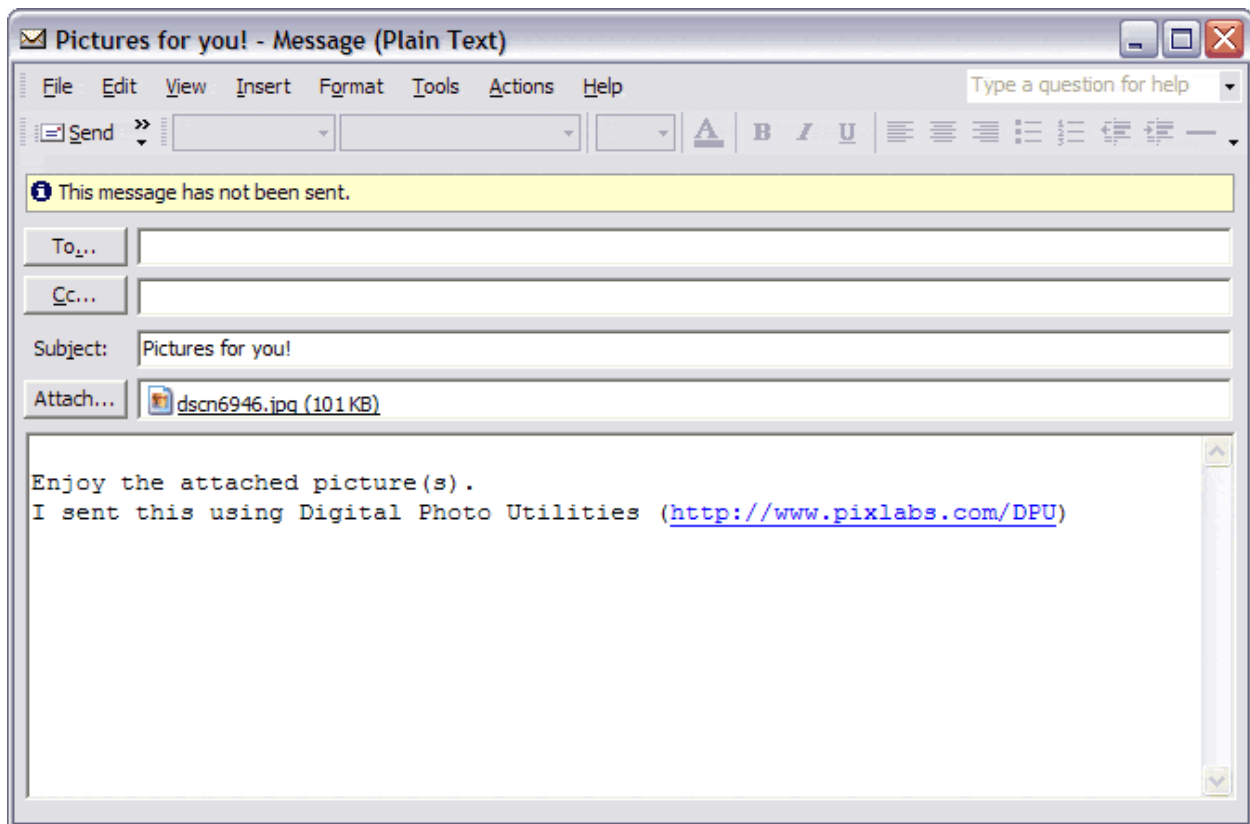 Pictures for you! - Message (Plain Text)
File Edit View Insert Format Tools Actions Help Type a question for help
Send
A B I U
This message has not been sent.
To...
Cc...
Subject: Pictures for you!
Attach... dscn6946.jpg (101 KB)
Enjoy the attached picture(s).
I sent this using Digital Photo Utilities (http://www.pixlabs.com/DPU)